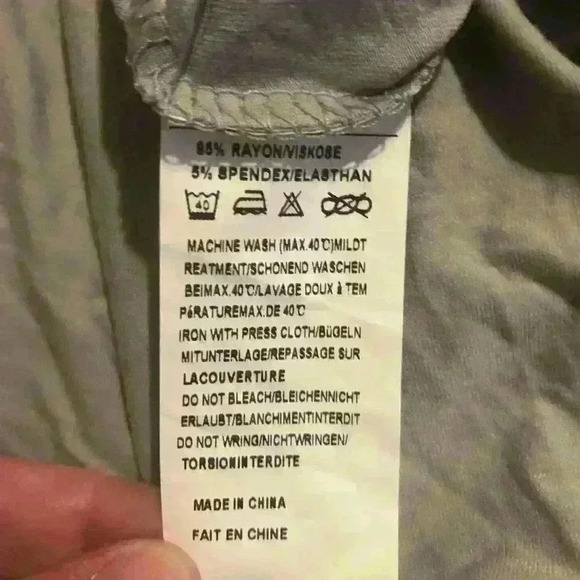 95% RAYON/VISKOSE
5% SPENDEX/ELASTHAN
40
MACHINE WASH (MAX.40℃)MILDT
REATMENT/SCHONEND WASCHEN
BEIMAX.40℃/LAVAGE DOUX à TEM
PéRATUREMAX.DE 40℃
IRON WITH PRESS CLOTH/BüGELN
MITUNTERLAGE/REPASSAGE SUR
LACOUVERTURE
DO NOT BLEACH/BLEICHENNICHT
ERLAUBT/BLANCHIMENTINTERDIT
DO NOT WRING/NICHTWRINGEN/
TORSIONINTERDITE
MADE IN CHINA
FAIT EN CHINE